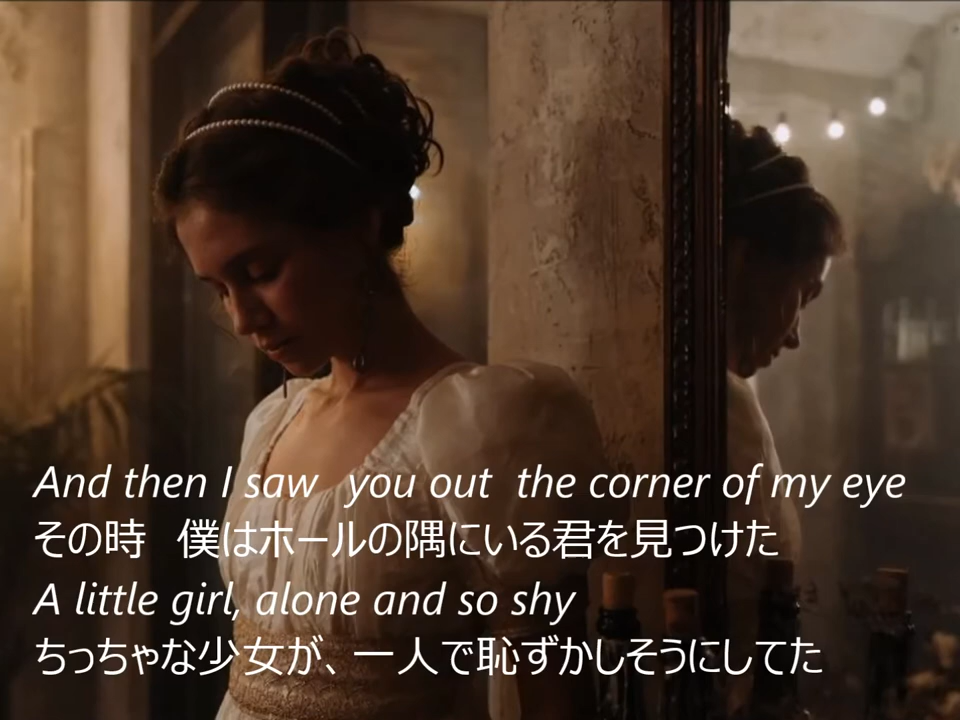 And then I saw you out the corner of my eye
その時 僕はホールの隅にいる君を見つけた
A little girl, alone and so shy
ちっちゃな少女が、一人で恥ずかしそうにしてた